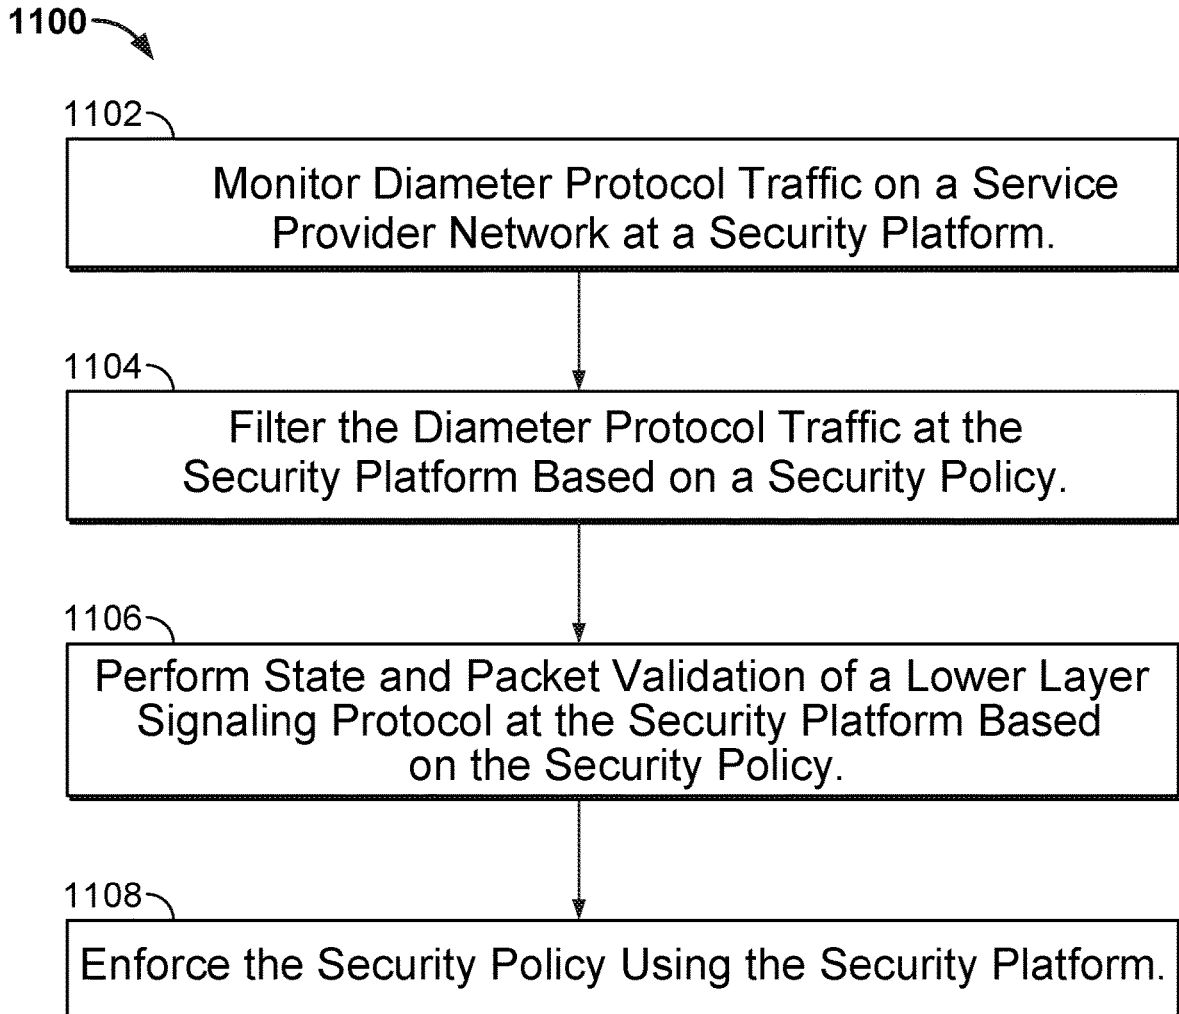 1100
1102
Monitor Diameter Protocol Traffic on a Service
Provider Network at a Security Platform.
1104
Filter the Diameter Protocol Traffic at the
Security Platform Based on a Security Policy.
1106
Perform State and Packet Validation of a Lower Layer
Signaling Protocol at the Security Platform Based
on the Security Policy.
1108
Enforce the Security Policy Using the Security Platform.